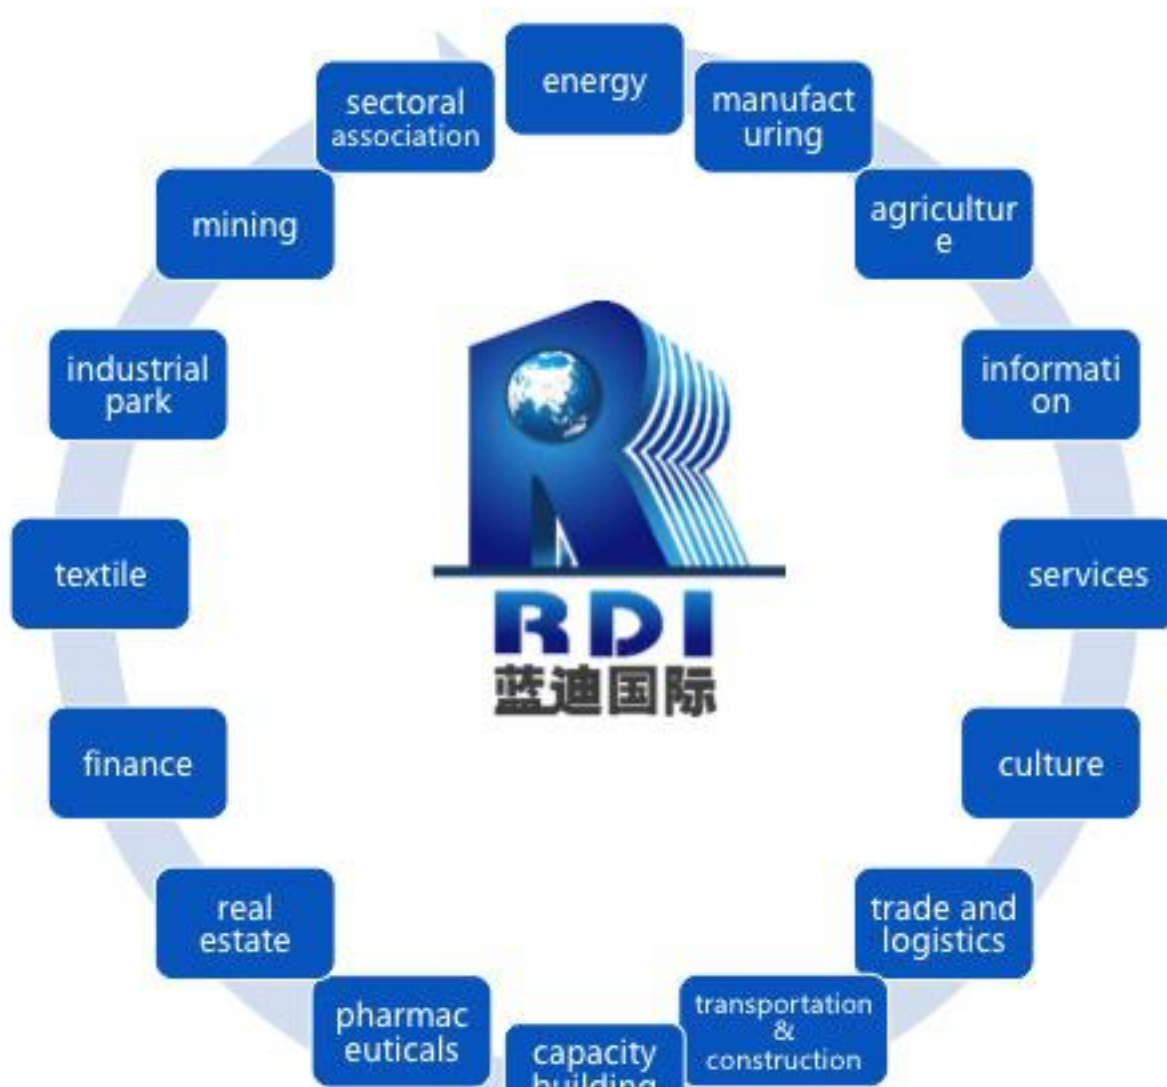 energy
manufact
uring
agricultur
e
informati
on
services
culture
trade and
logistics
transportation
&
construction
capacity
building
pharmac
euticals
real
estate
finance
textile
industrial
park
mining
sectoral
association
RDI
蓝迪国际